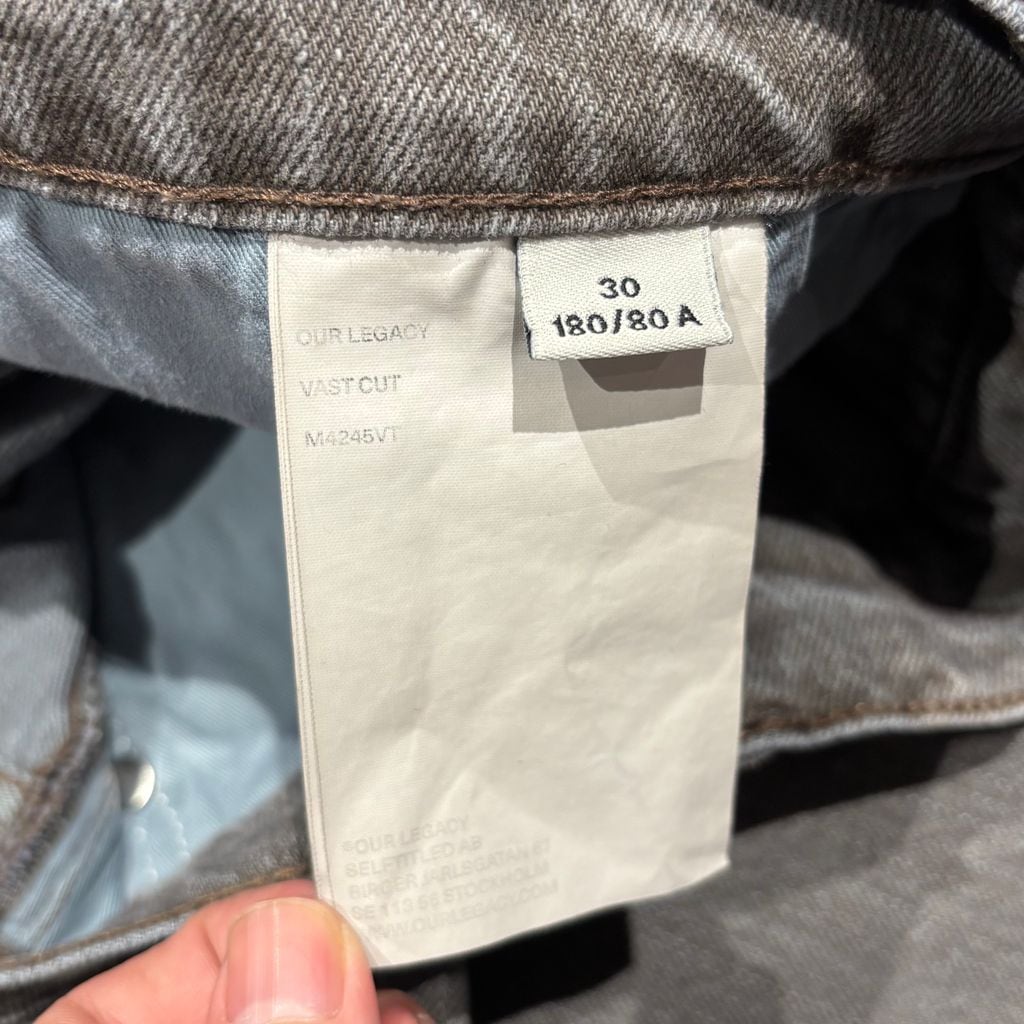 30
180/80 A
OUR LEGACY
VAST CUT
M4245VT
©OUR LEGACY
SELFTITLED AB
BIRGER JARLSGATAN
SE 113 56 STOCKHOLM
WWW.OURLEGACY.COM